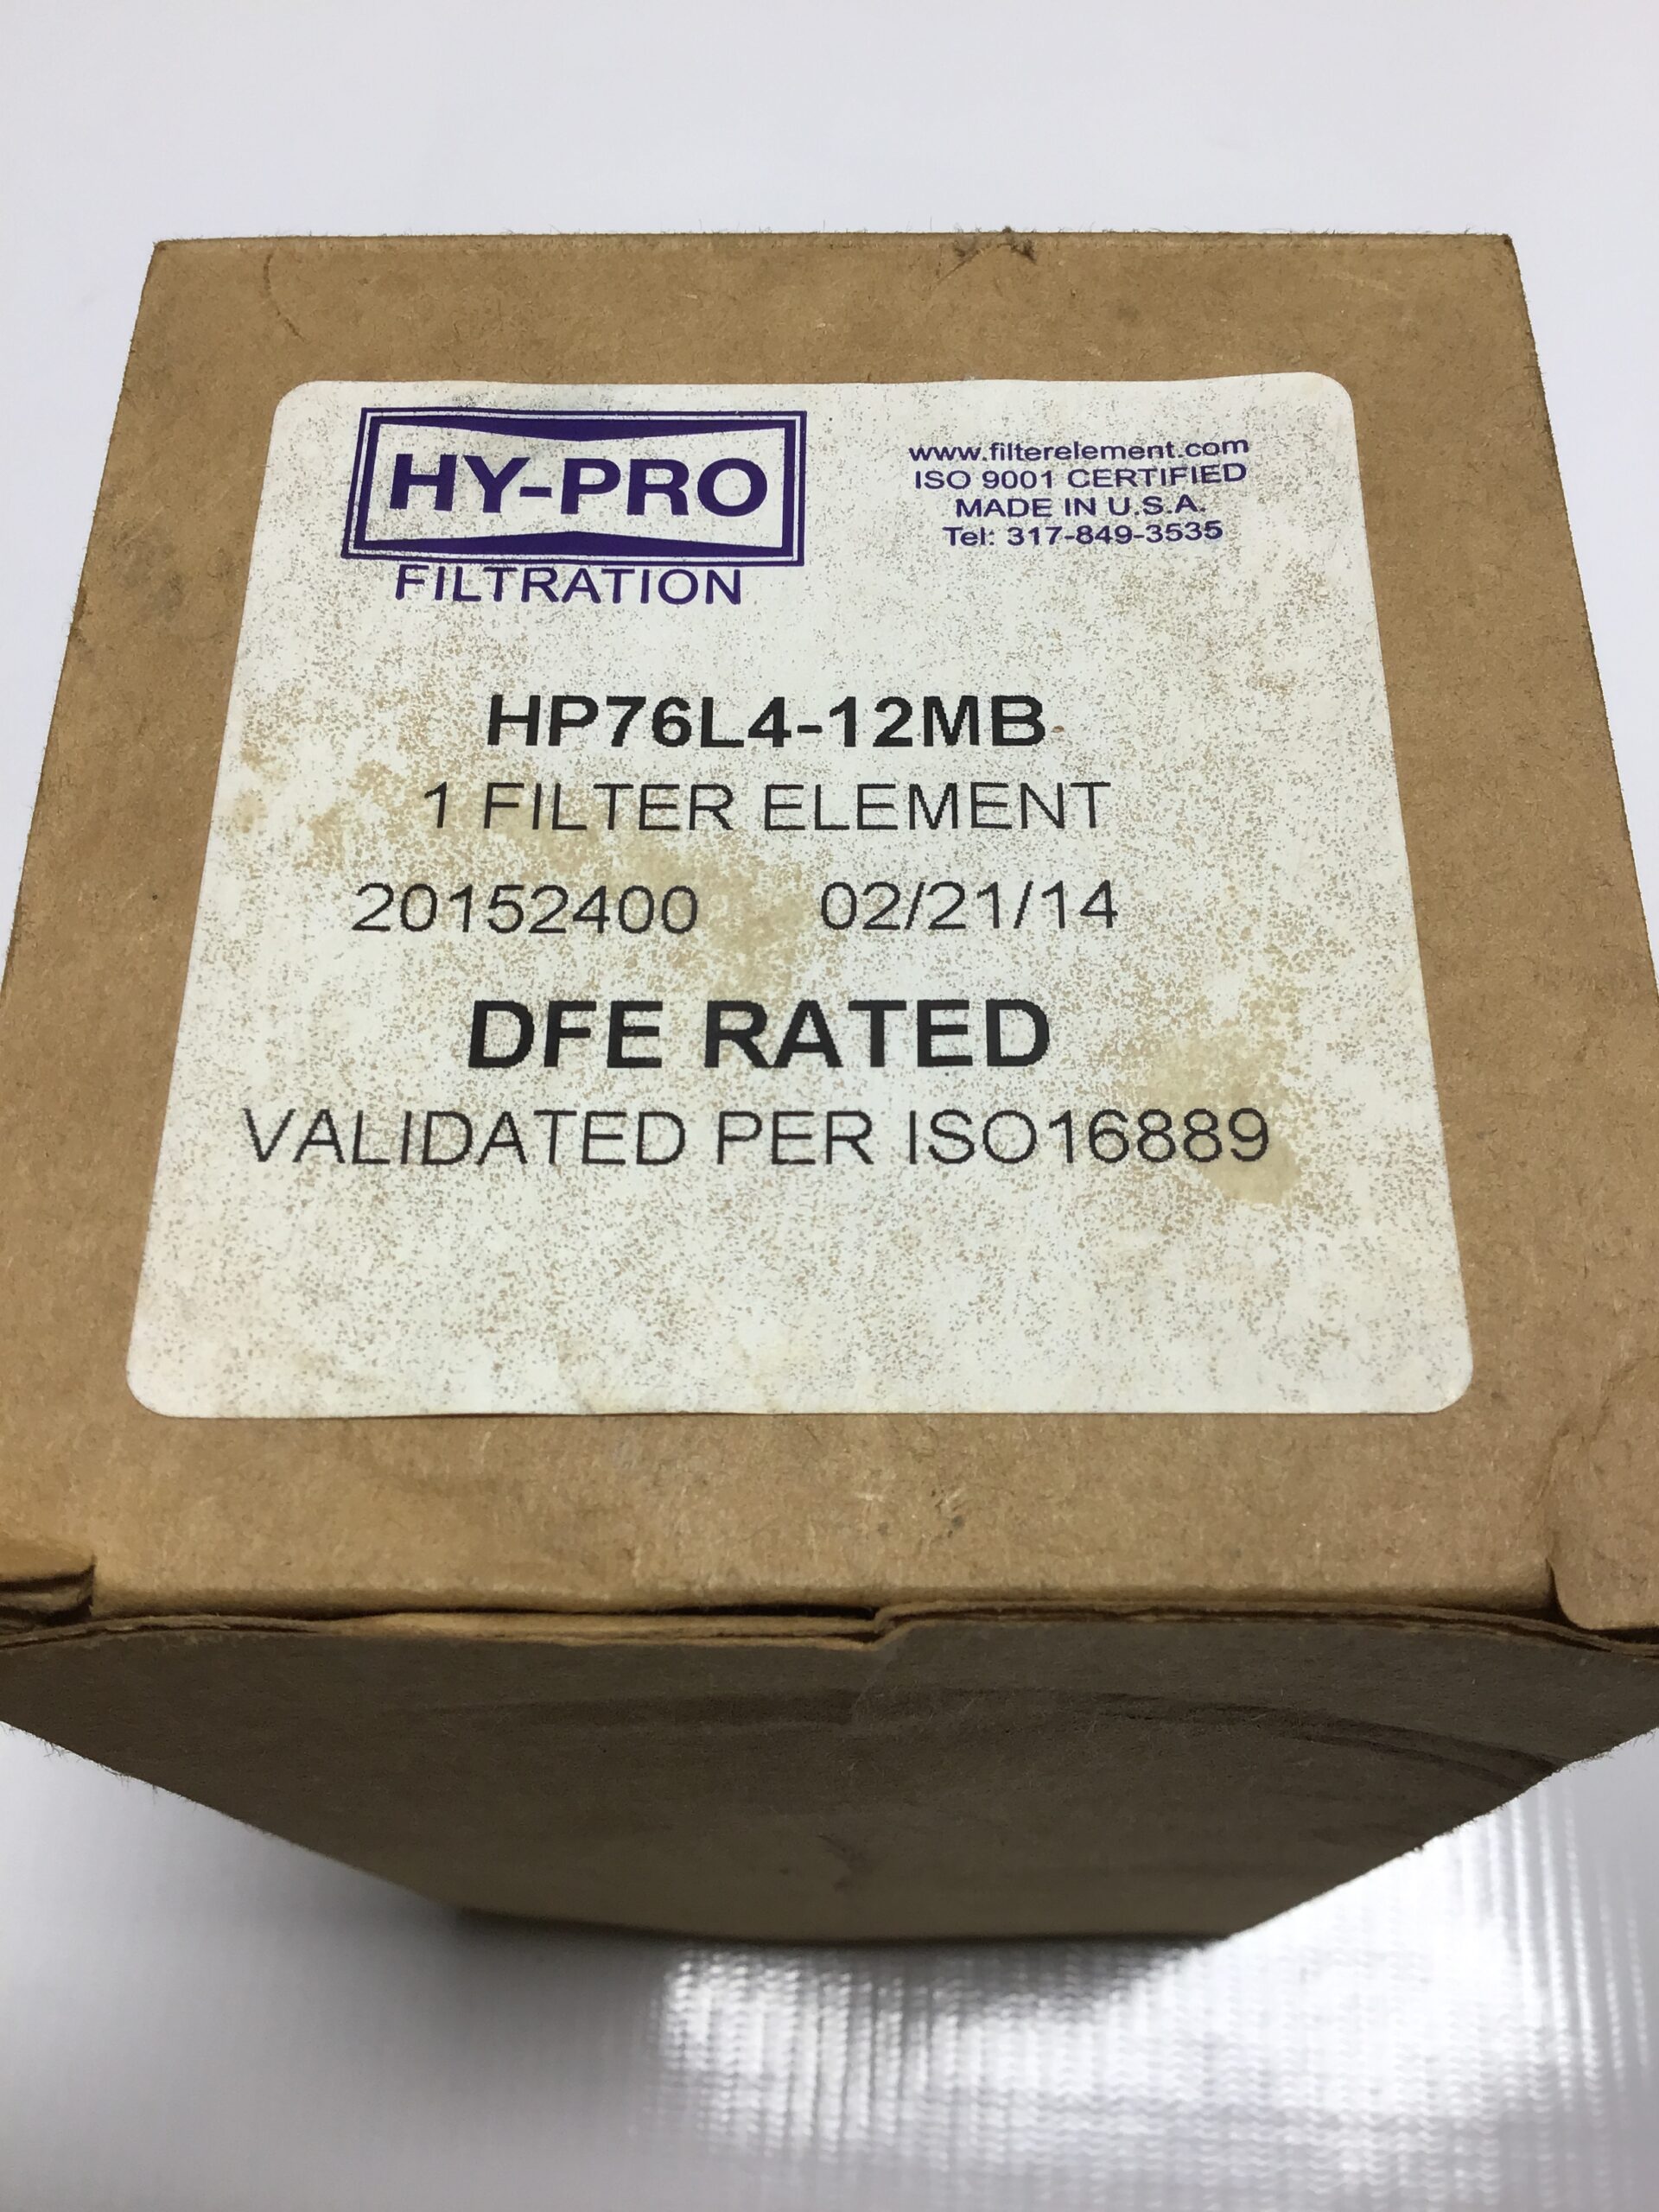 HY-PRO
FILTRATION
www.filterelement.com
ISO 9001 CERTIFIED
MADE IN U.S.A.
Tel: 317-849-3535
HP76L4-12MB
1 FILTER ELEMENT
20152400 02/21/14
DFE RATED
VALIDATED PER ISO16889